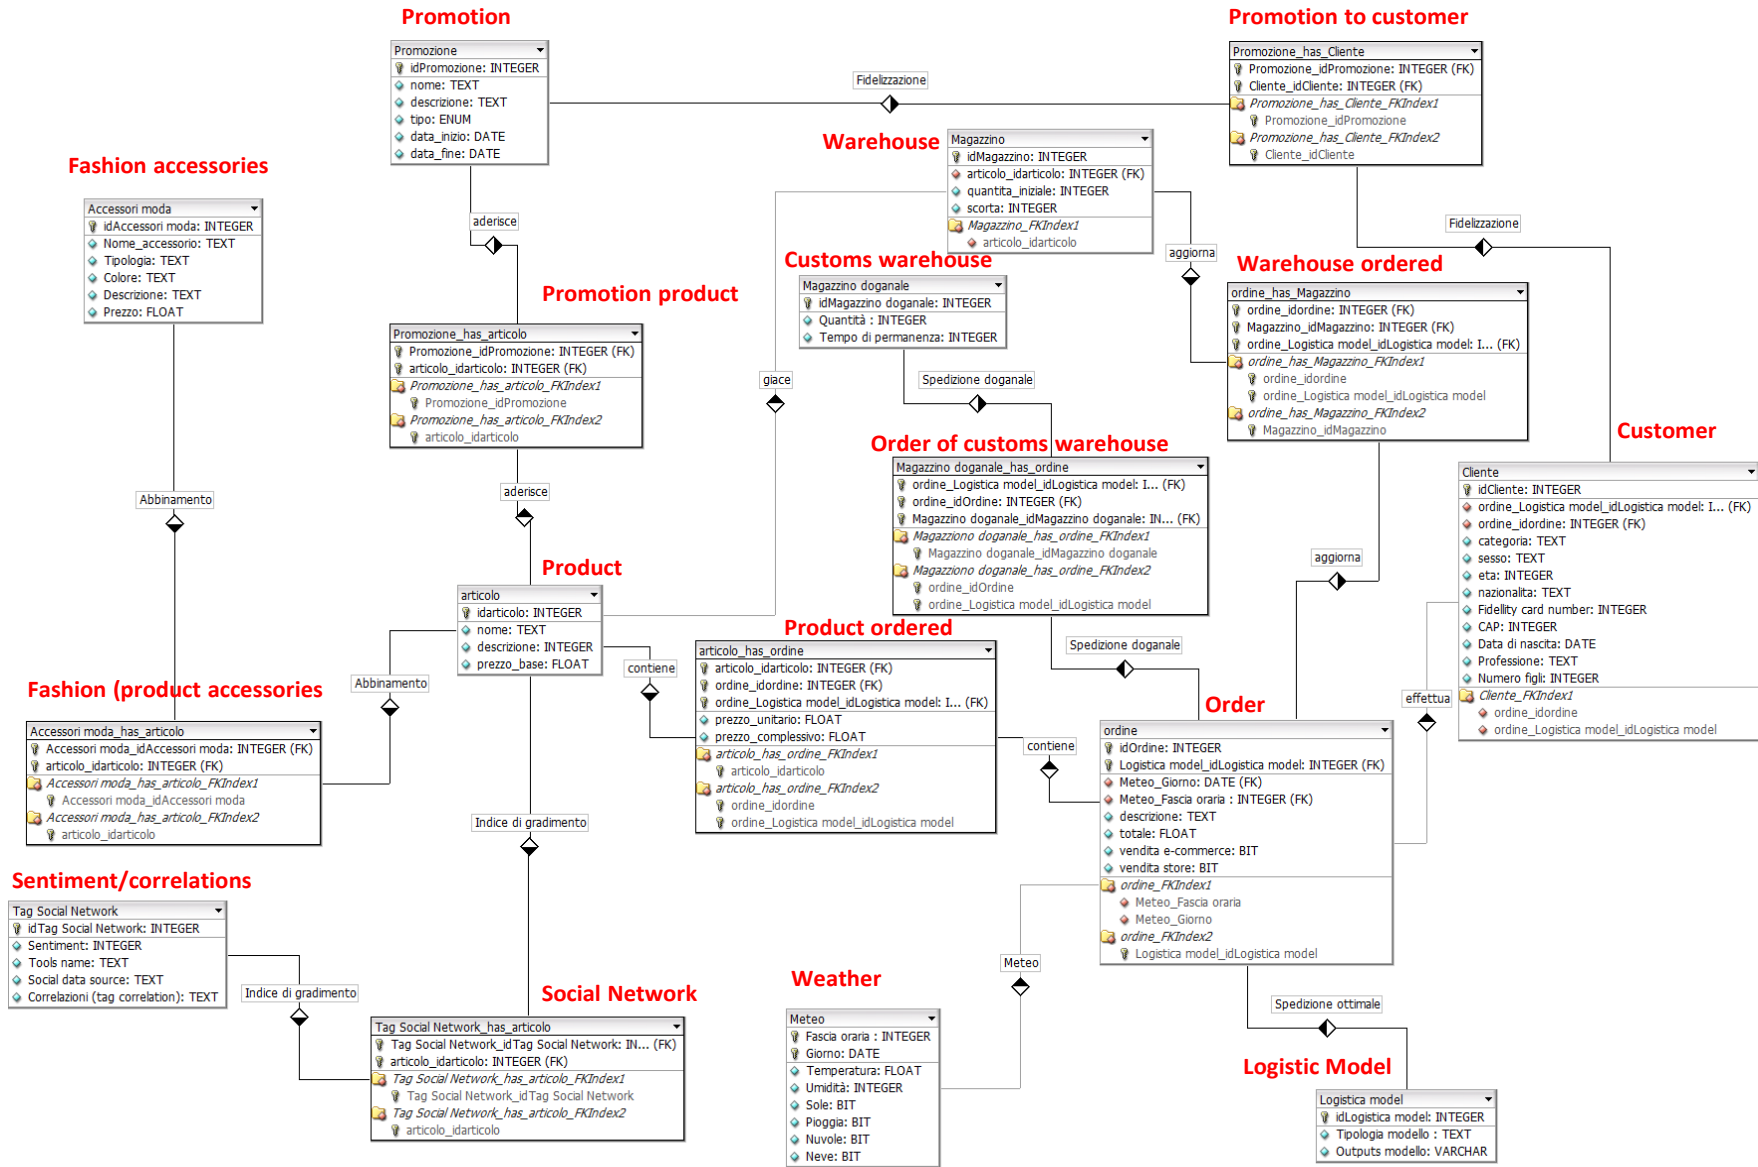 Promotion
Promotion to customer
Promozione
idPromozione: INTEGER
nome: TEXT
descrizione: TEXT
tipo: ENUM
data_inizio: DATE
data_fine: DATE
Fidelizzazione
Promozione_has_Cliente
Promozione_idPromozione: INTEGER (FK)
Cliente_idCliente: INTEGER (FK)
Promozione_has_Cliente_FKIndex1
Promozione_idPromozione
Promozione_has_Cliente_FKIndex2
Cliente_idCliente
Warehouse
Magazzino
idMagazzino: INTEGER
articolo_idarticolo: INTEGER (FK)
quantita_iniziale: INTEGER
scorta: INTEGER
Magazzino_FKIndex1
articolo_idarticolo
Fashion accessories
Accessori moda
idAccessori moda: INTEGER
Nome_accessorio: TEXT
Tipologia: TEXT
Colore: TEXT
Descrizione: TEXT
Prezzo: FLOAT
aderisce
Fidelizzazione
aggiorna
Customs warehouse
Magazzino doganale
idMagazzino doganale: INTEGER
Quantità : INTEGER
Tempo di permanenza: INTEGER
Warehouse ordered
ordine_has_Magazzino
ordine_idordine: INTEGER (FK)
Magazzino_idMagazzino: INTEGER (FK)
ordine_Logistica model_idLogistica model: I... (FK)
ordine_has_Magazzino_FKIndex1
ordine_idordine
ordine_Logistica model_idLogistica model
ordine_has_Magazzino_FKIndex2
Magazzino_idMagazzino
Promotion product
Promozione_has_articolo
Promozione_idPromozione: INTEGER (FK)
articolo_idarticolo: INTEGER (FK)
Promozione_has_articolo_FKIndex1
Promozione_idPromozione
Promozione_has_articolo_FKIndex2
articolo_idarticolo
giace
Spedizione doganale
Order of customs warehouse
Magazzino doganale_has_ordine
ordine_Logistica model_idLogistica model: I... (FK)
ordine_idOrdine: INTEGER (FK)
Magazzino doganale_idMagazzino doganale: IN... (FK)
Magazziono doganale_has_ordine_FKIndex1
Magazzino doganale_idMagazzino doganale
Magazziono doganale_has_ordine_FKIndex2
ordine_idOrdine
ordine_Logistica model_idLogistica model
Customer
Cliente
idCliente: INTEGER
ordine_Logistica model_idLogistica model: I... (FK)
ordine_idordine: INTEGER (FK)
categoria: TEXT
sesso: TEXT
eta: INTEGER
nazionalita: TEXT
Fidellity card number: INTEGER
CAP: INTEGER
Data di nascita: DATE
Professione: TEXT
Numero figli: INTEGER
Cliente_FKIndex1
ordine_idordine
ordine_Logistica model_idLogistica model
Abbinamento
aderisce
aggiorna
Product
articolo
idarticolo: INTEGER
nome: TEXT
descrizione: INTEGER
prezzo_base: FLOAT
Product ordered
articolo_has_ordine
articolo_idarticolo: INTEGER (FK)
ordine_idordine: INTEGER (FK)
ordine_Logistica model_idLogistica model: I... (FK)
prezzo_unitario: FLOAT
prezzo_complessivo: FLOAT
articolo_has_ordine_FKIndex1
articolo_idarticolo
articolo_has_ordine_FKIndex2
ordine_idordine
ordine_Logistica model_idLogistica model
Spedizione doganale
contiene
Abbinamento
effettua
Fashion (product accessories
Accessori moda_has_articolo
Accessori moda_idAccessori moda: INTEGER (FK)
articolo_idarticolo: INTEGER (FK)
Accessori moda_has_articolo_FKIndex1
Accessori moda_idAccessori moda
Accessori moda_has_articolo_FKIndex2
articolo_idarticolo
Order
ordine
idOrdine: INTEGER
Logistica model_idLogistica model: INTEGER (FK)
Meteo_Giorno: DATE (FK)
Meteo_Fascia oraria : INTEGER (FK)
descrizione: TEXT
totale: FLOAT
vendita e-commerce: BIT
vendita store: BIT
ordine_FKIndex1
Meteo_Fascia oraria
Meteo_Giorno
ordine_FKIndex2
Logistica model_idLogistica model
contiene
Indice di gradimento
Sentiment/correlations
Tag Social Network
idTag Social Network: INTEGER
Sentiment: INTEGER
Tools name: TEXT
Social data source: TEXT
Correlazioni (tag correlation): TEXT
Indice di gradimento
Social Network
Tag Social Network_has_articolo
Tag Social Network_idTag Social Network: IN... (FK)
articolo_idarticolo: INTEGER (FK)
Tag Social Network_has_articolo_FKIndex1
Tag Social Network_idTag Social Network
Tag Social Network_has_articolo_FKIndex2
articolo_idarticolo
Weather
Meteo
Meteo
Fascia oraria : INTEGER
Giorno: DATE
Temperatura: FLOAT
Umidità: INTEGER
Sole: BIT
Pioggia: BIT
Nuvole: BIT
Neve: BIT
Spedizione ottimale
Logistic Model
Logistica model
idLogistica model: INTEGER
Tipologia modello : TEXT
Outputs modello: VARCHAR